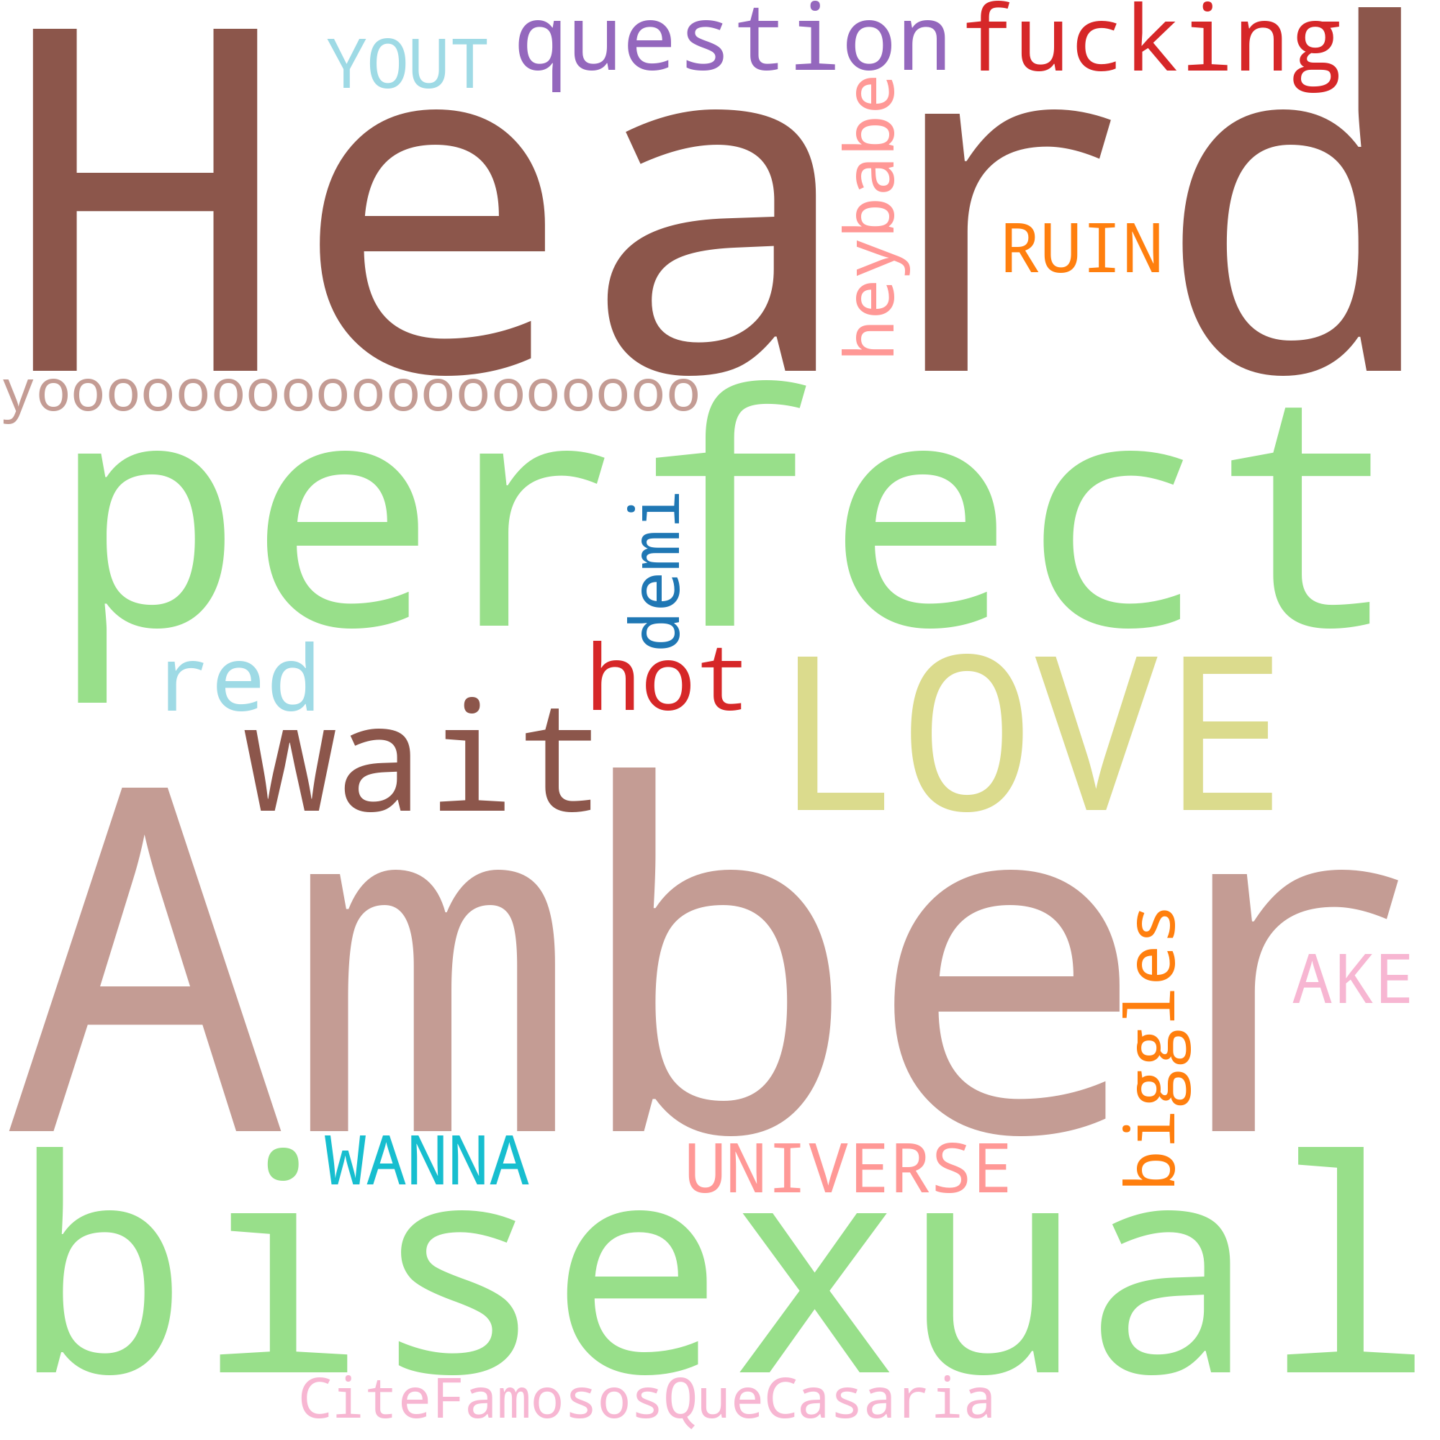 YOUT question fucking
Heard
heybabe
RUIN
yooooooooooooooooooo
perfect
demi
red hot LOVE
wait
Amber
biggles
AKE
WANNA UNIVERSE
bisexual
CiteFamososQueCasaria